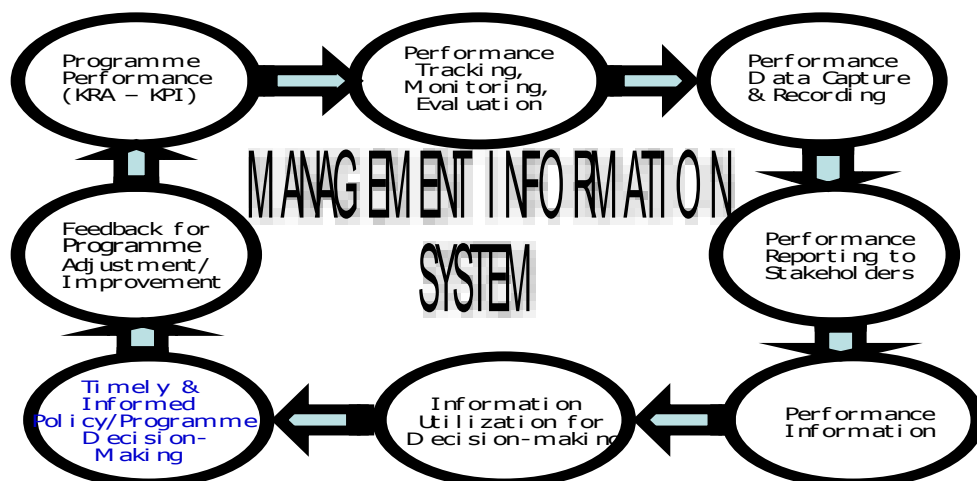 Programme
Performance
(KRA – KPI)
Performance
Tracking,
Monitoring,
Evaluation
Performance
Data Capture
& Recording
MANAGEMENT INFORMATION
SYSTEM
Feedback for
Programme
Adjustment/
Improvement
Performance
Reporting to
Stakeholders
Timely &
Informed
Policy/Programme
Decision-
Making
Information
Utilization for
Decision-making
Performance
Information